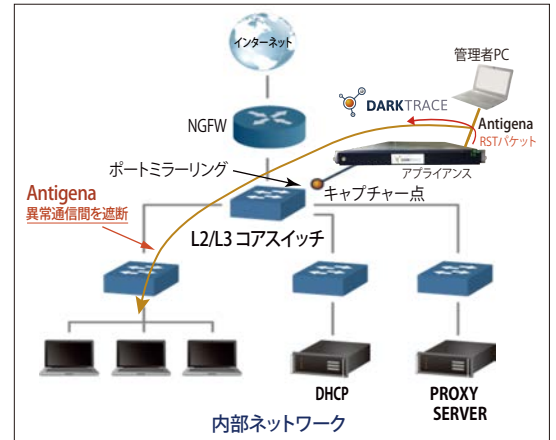 インターネット
管理者PC
DARKTRACE
NGFW
Antigena
RSTパケット
アプライアンス
ポートミラーリング
キャプチャー点
Antigena
異常通信間を遮断
L2/L3 コアスイッチ
DHCP
PROXY
SERVER
内部ネットワーク